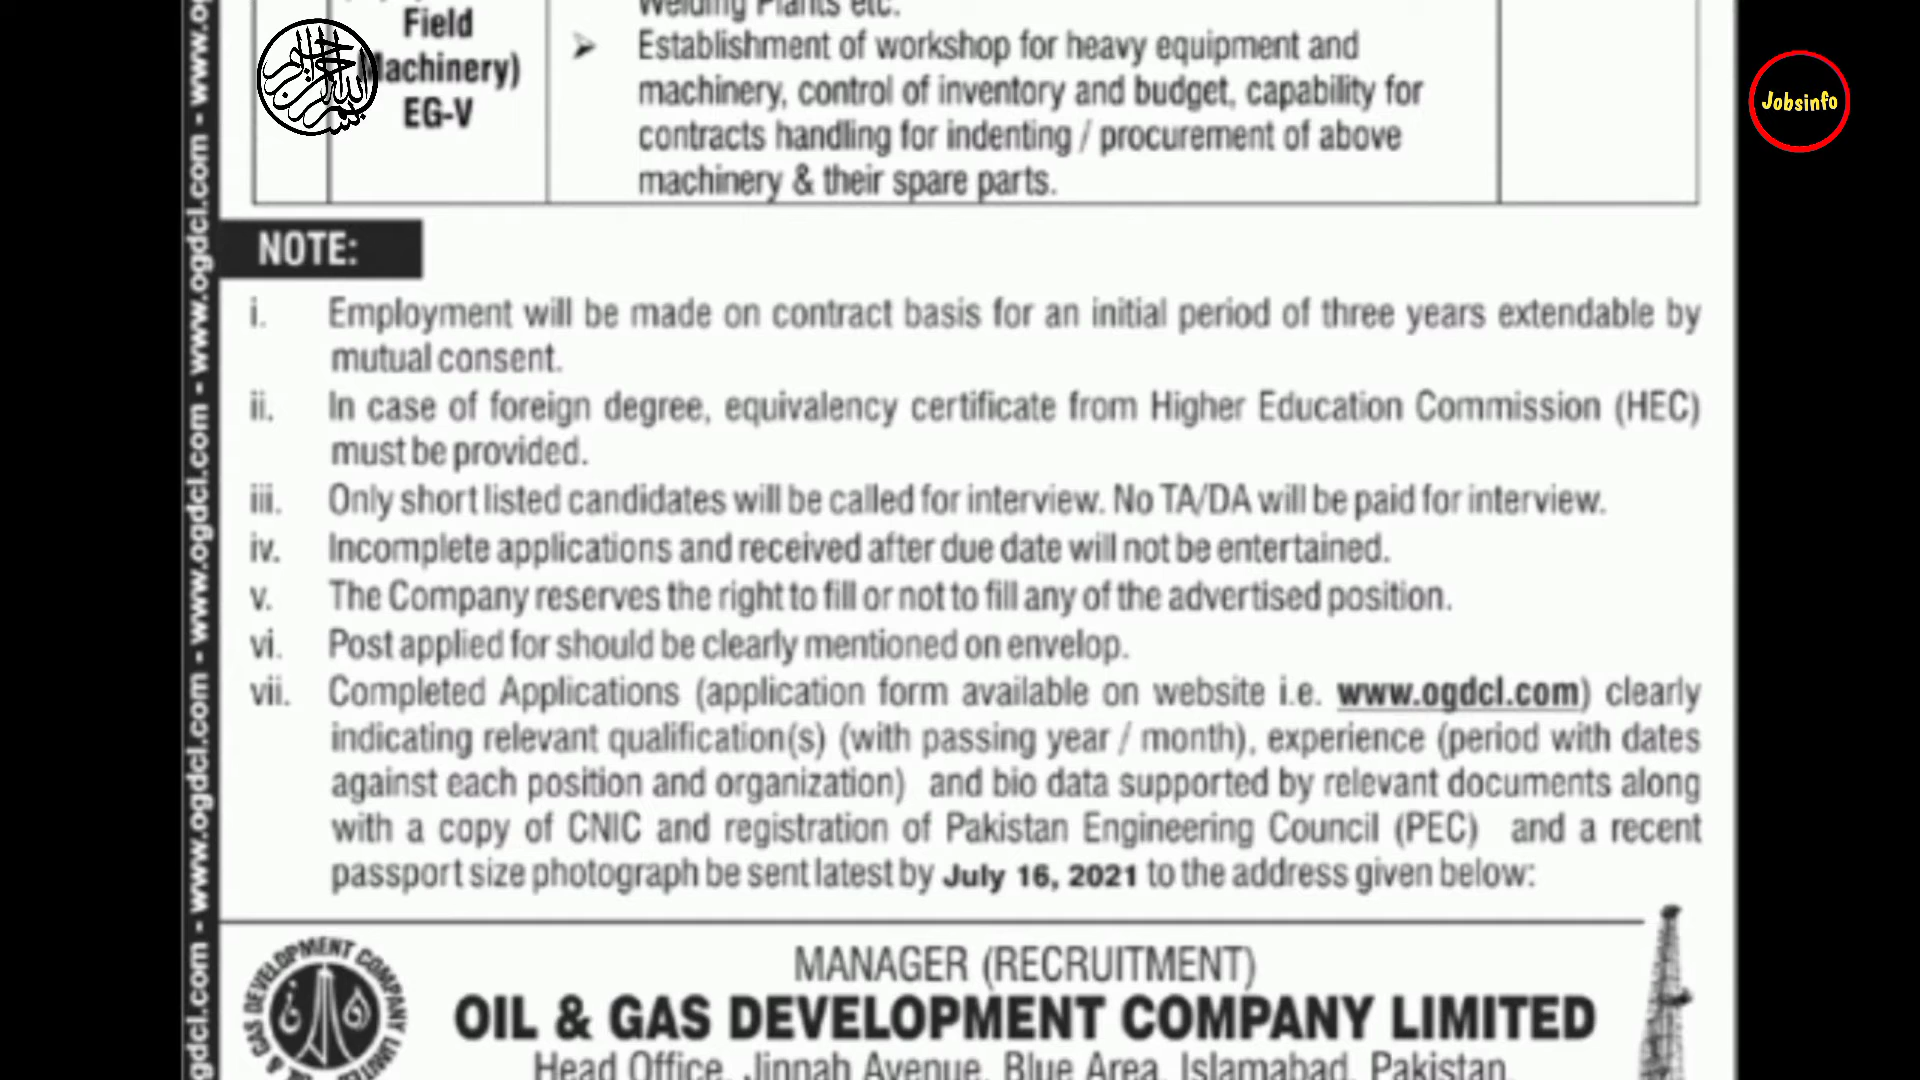 Welding Plants etc.
Field
Machinery)
EG-V
➢ Establishment of workshop for heavy equipment and
machinery, control of inventory and budget, capability for
contracts handling for indenting / procurement of above
machinery & their spare parts.
Jobsinfo
NOTE:
i. Employment will be made on contract basis for an initial period of three years extendable by
mutual consent.
ii. In case of foreign degree, equivalency certificate from Higher Education Commission (HEC)
must be provided.
iii. Only short listed candidates will be called for interview. No TA/DA will be paid for interview.
iv. Incomplete applications and received after due date will not be entertained.
v. The Company reserves the right to fill or not to fill any of the advertised position.
vi. Post applied for should be clearly mentioned on envelop.
vii. Completed Applications (application form available on website i.e. www.ogdcl.com) clearly
indicating relevant qualification(s) (with passing year / month), experience (period with dates
against each position and organization) and bio data supported by relevant documents along
with a copy of CNIC and registration of Pakistan Engineering Council (PEC) and a recent
passport size photograph be sent latest by July 16, 2021 to the address given below:
MANAGER (RECRUITMENT)
OIL & GAS DEVELOPMENT COMPANY LIMITED
Head Office, Jinnah Avenue, Blue Area, Islamabad, Pakistan.
OIL & GAS DEVELOPMENT COMPANY LIMITED
gdcl.com - www.ogdcl.com - www.ogdcl.com - www.ogdcl.com - www.o